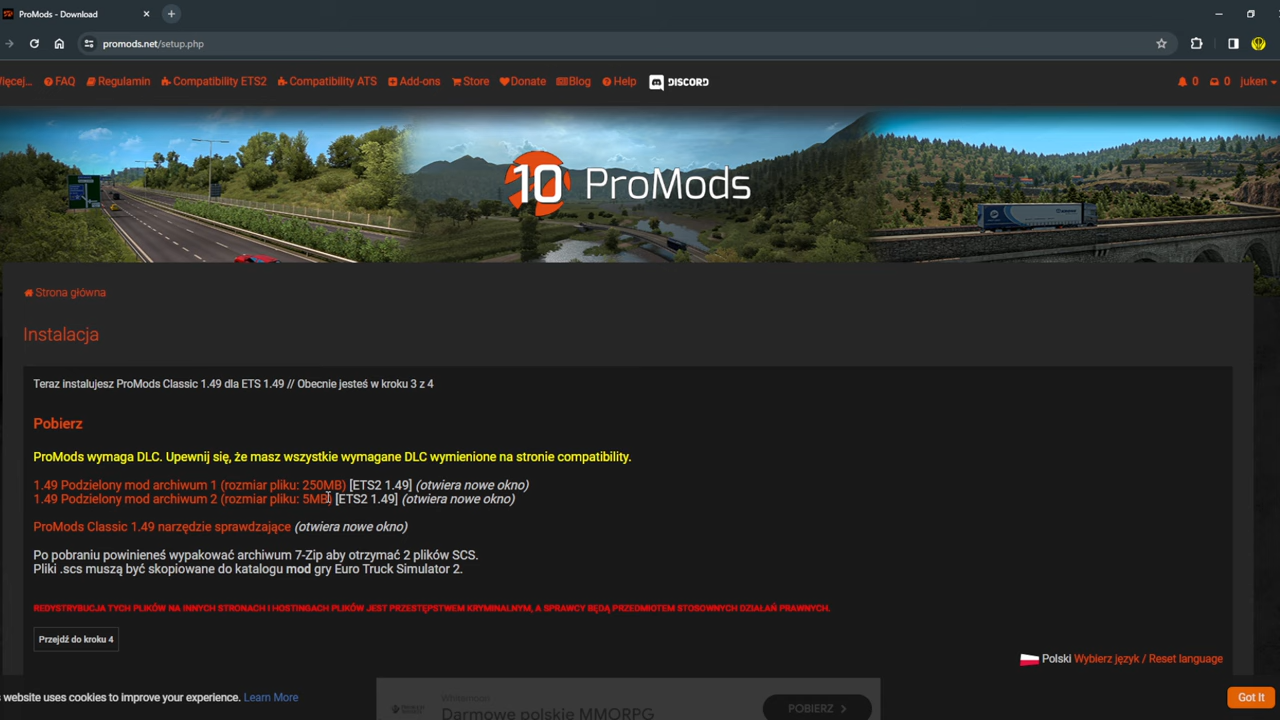 ProMods - Download
promods.net/setup.php
Więcej... FAQ Regulamin Compatibility ETS2 Compatibility ATS Add-ons Store Donate Blog Help DISCORD 0 0 juken
10 ProMods
Strona główna
Instalacja
Teraz instalujesz ProMods Classic 1.49 dla ETS 1.49 // Obecnie jesteś w kroku 3 z 4
Pobierz
ProMods wymaga DLC. Upewnij się, że masz wszystkie wymagane DLC wymienione na stronie compatibility.
1.49 Podzielony mod archiwum 1 (rozmiar pliku: 250MB) [ETS2 1.49] (otwiera nowe okno)
1.49 Podzielony mod archiwum 2 (rozmiar pliku: 5MB) [ETS2 1.49] (otwiera nowe okno)
ProMods Classic 1.49 narzędzie sprawdzające (otwiera nowe okno)
Po pobraniu powinieneś wypakować archiwum 7-Zip aby otrzymać 2 plików SCS.
Pliki .scs muszą być skopiowane do katalogu mod gry Euro Truck Simulator 2.
REDYSTRYBUCJA TYCH PLIKÓW NA INNYCH STRONACH I HOSTINGACH PLIKÓW JEST PRZESTĘPSTWEM KRYMINALNYM, A SPRAWCY BĘDĄ PRZEDMIOTEM STOSOWNYCH DZIAŁAŃ PRAWNYCH.
Przejdź do kroku 4
Polski Wybierz język / Reset language
website uses cookies to improve your experience. Learn More
Got It
Darmowe polskie MMORPG
POBIERZ